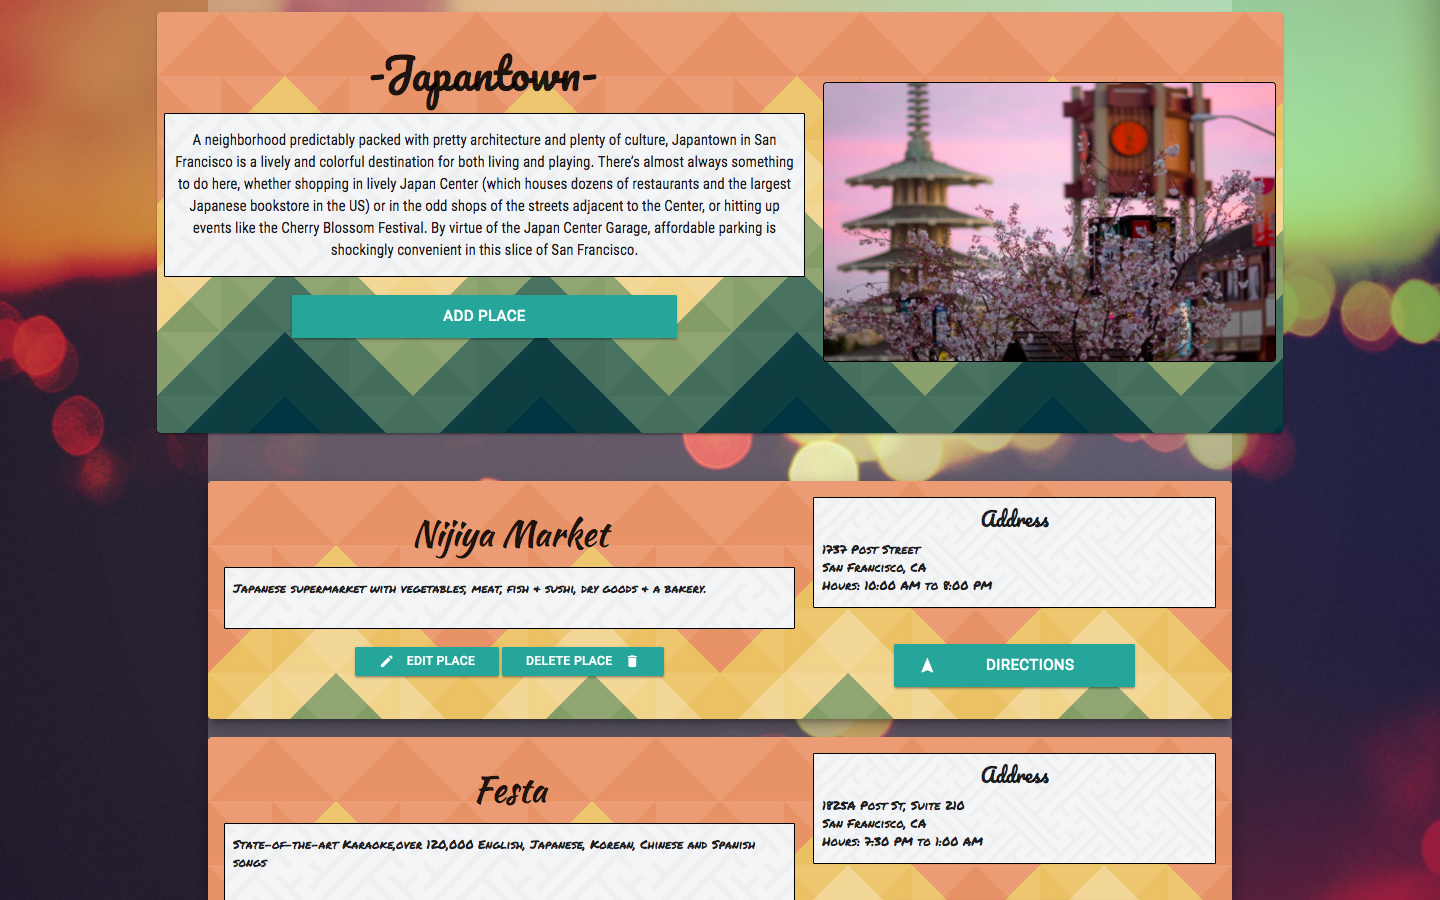 -Japantown-
A neighborhood predictably packed with pretty architecture and plenty of culture, Japantown in San
Francisco is a lively and colorful destination for both living and playing. There's almost always something
to do here, whether shopping in lively Japan Center (which houses dozens of restaurants and the largest
Japanese bookstore in the US) or in the odd shops of the streets adjacent to the Center, or hitting up
events like the Cherry Blossom Festival. By virtue of the Japan Center Garage, affordable parking is
shockingly convenient in this slice of San Francisco.
ADD PLACE
Nijiya Market
Japanese supermarket with vegetables, meat, fish & sushi, dry goods & a bakery.
EDIT PLACE
DELETE PLACE
Address
1737 Post Street
San Francisco, CA
Hours: 10:00 AM to 8:00 PM
DIRECTIONS
Festa
State-of-the-art Karaoke,over 120,000 English, Japanese, Korean, Chinese and Spanish
songs
Address
1825A Post St, Suite 210
San Francisco, CA
Hours: 7:30 PM to 1:00 AM